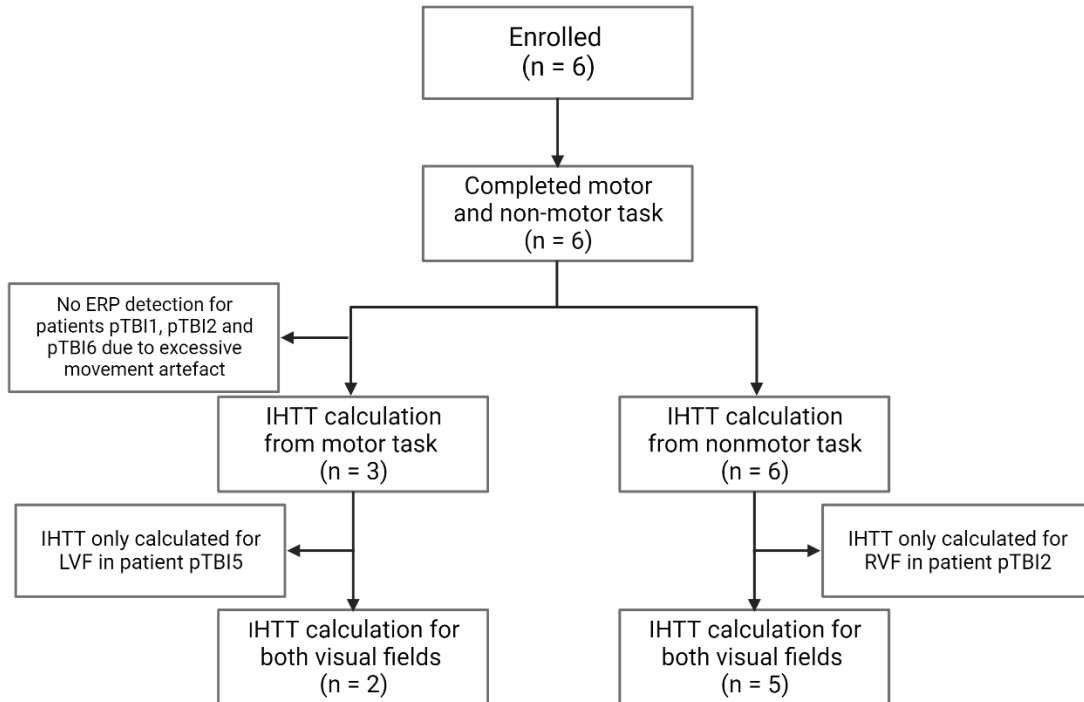 Enrolled
(n = 6)
Completed motor
and non-motor task
(n = 6)
No ERP detection for
patients pTBI1, pTBI2 and
pTBI6 due to excessive
movement artefact
IHTT calculation
from motor task
(n = 3)
IHTT calculation
from nonmotor task
(n = 6)
IHTT only calculated for
LVF in patient pTBI5
IHTT only calculated for
RVF in patient pTBI2
IHTT calculation for
both visual fields
(n = 2)
IHTT calculation for
both visual fields
(n = 5)